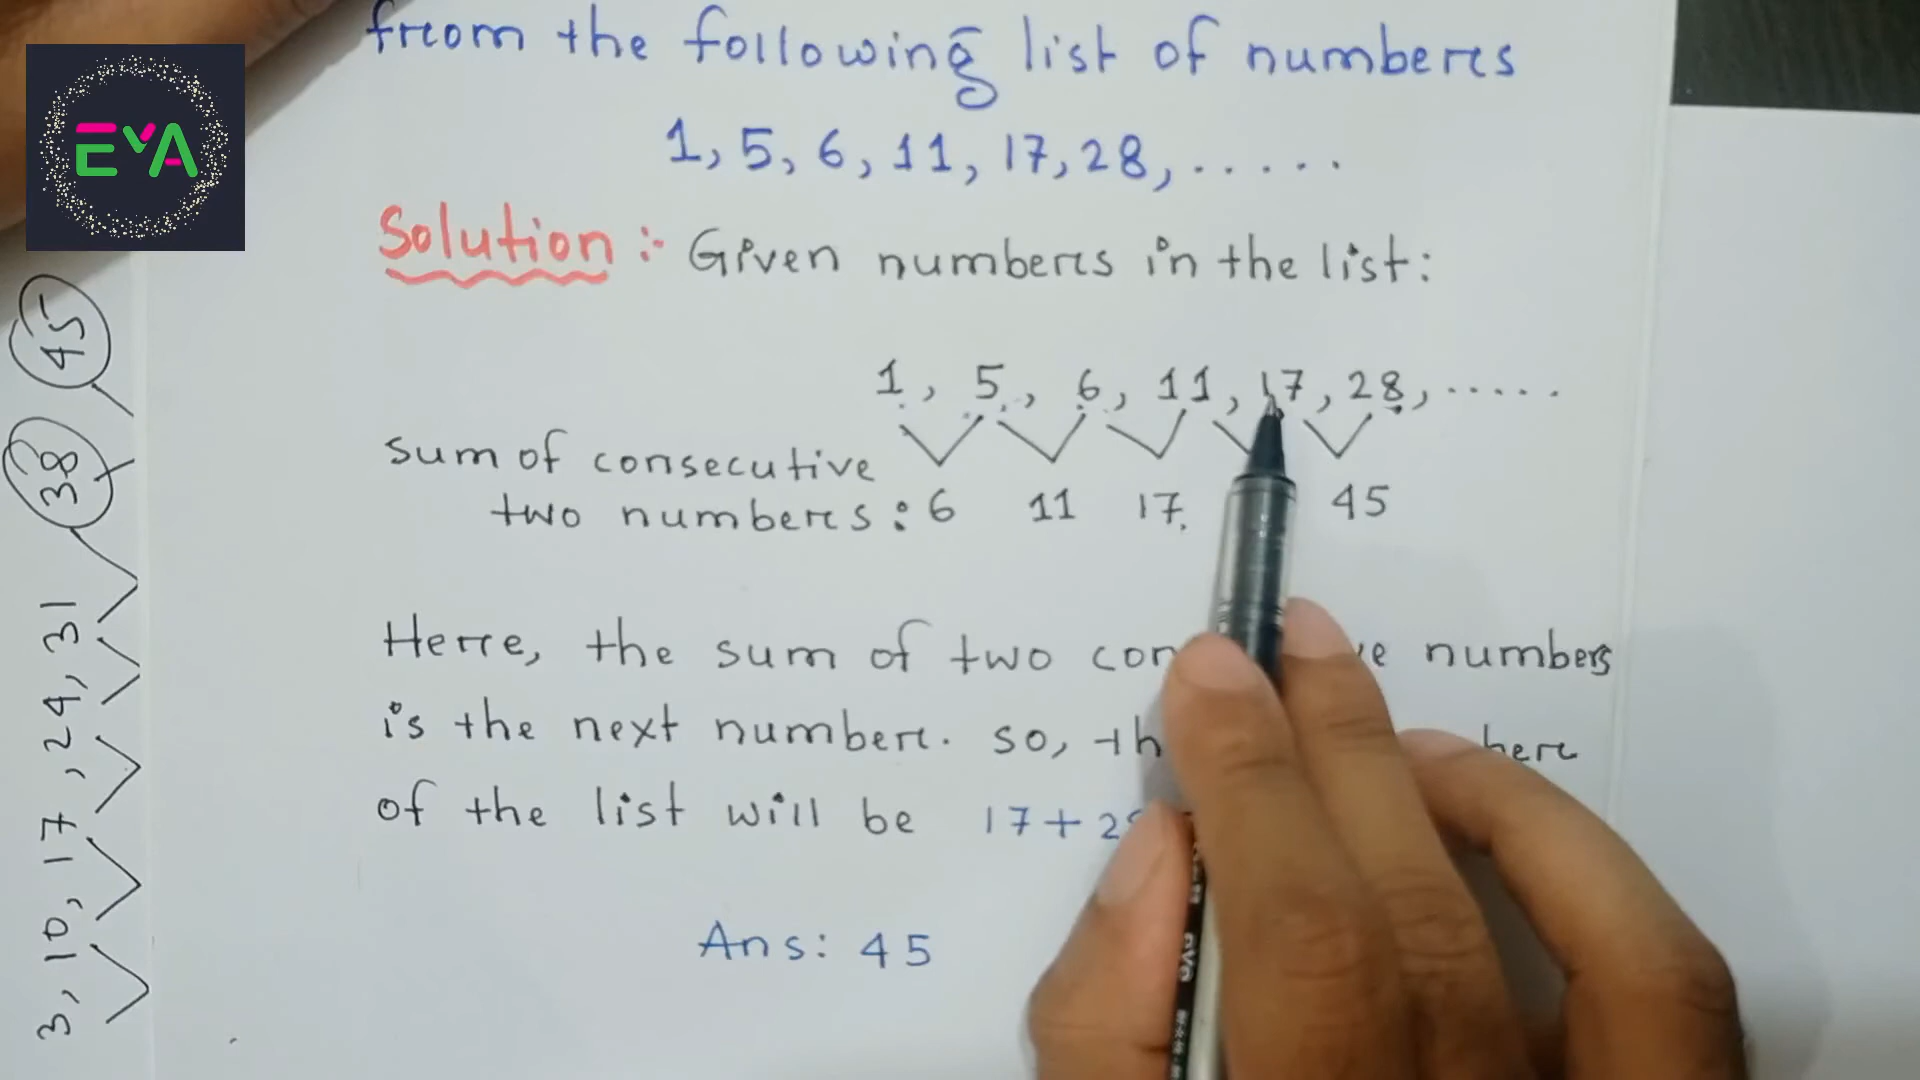 from the following list of numbers
1, 5, 6, 11, 17, 28, .....
Solution :- Given numbers in the list:
1, 5, 6, 11, 17, 28, .....
sum of consecutive
two numbers: 6 11 17 45
Here, the sum of two numbers
is the next number. so,
of the list will be 17+
Ans: 45
EYA
3, 10, 17, 24, 31 38 45